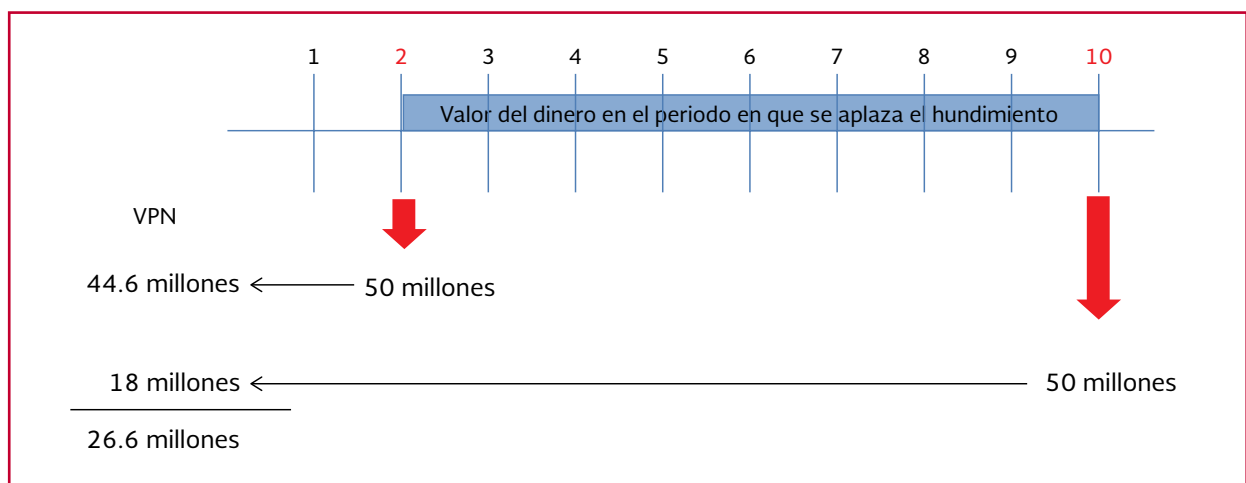 1 2 3 4 5 6 7 8 9 10
Valor del dinero en el periodo en que se aplaza el hundimiento
VPN
44.6 millones 50 millones
18 millones 50 millones
26.6 millones